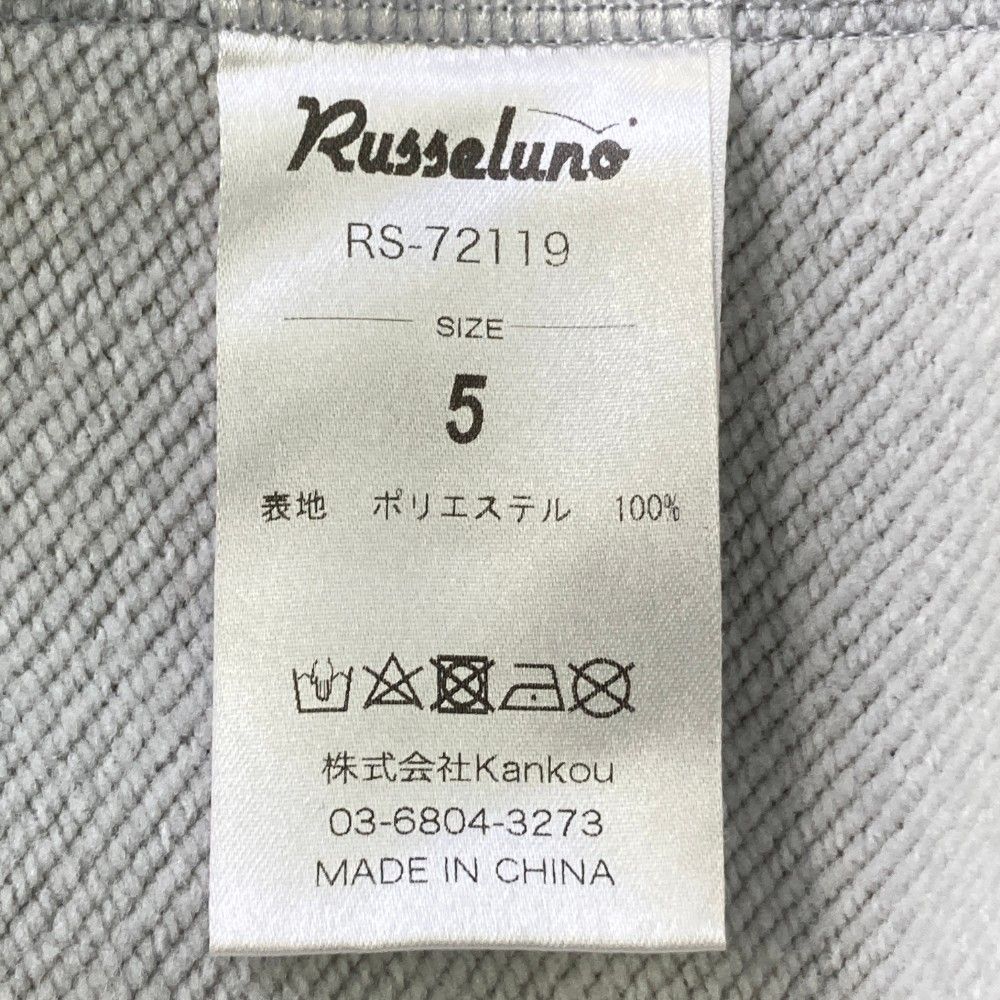 Russeluno
RS-72119
SIZE
5
表地 ポリエステル 100%
株式会社Kankou
03-6804-3273
MADE IN CHINA